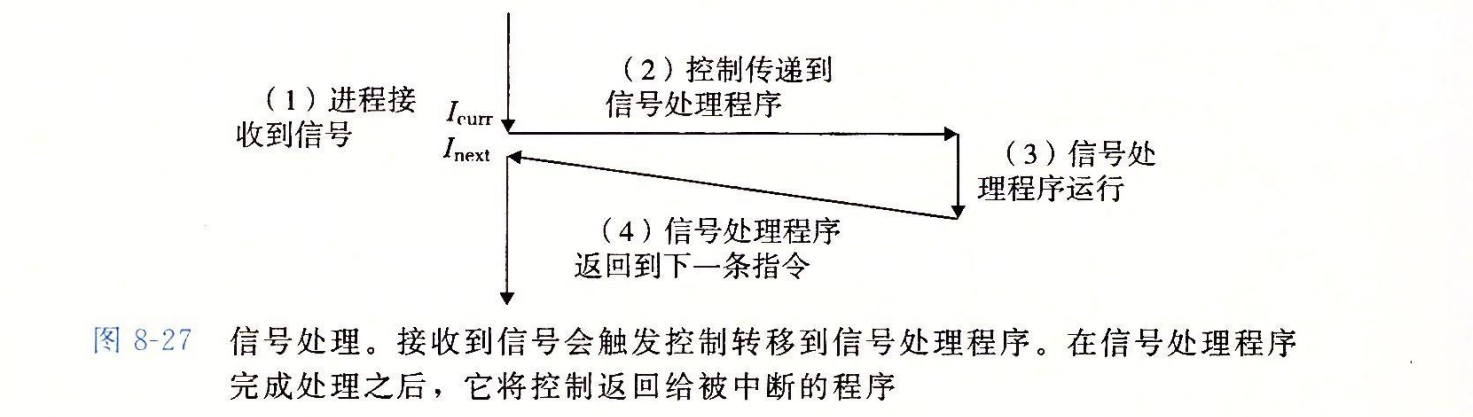 （1）进程接
收到信号
I curr
I next
（2）控制传递到
信号处理程序
（3）信号处
理程序运行
（4）信号处理程序
返回到下一条指令
图 8-27 信号处理。接收到信号会触发控制转移到信号处理程序。在信号处理程序
完成处理之后，它将控制返回给被中断的程序